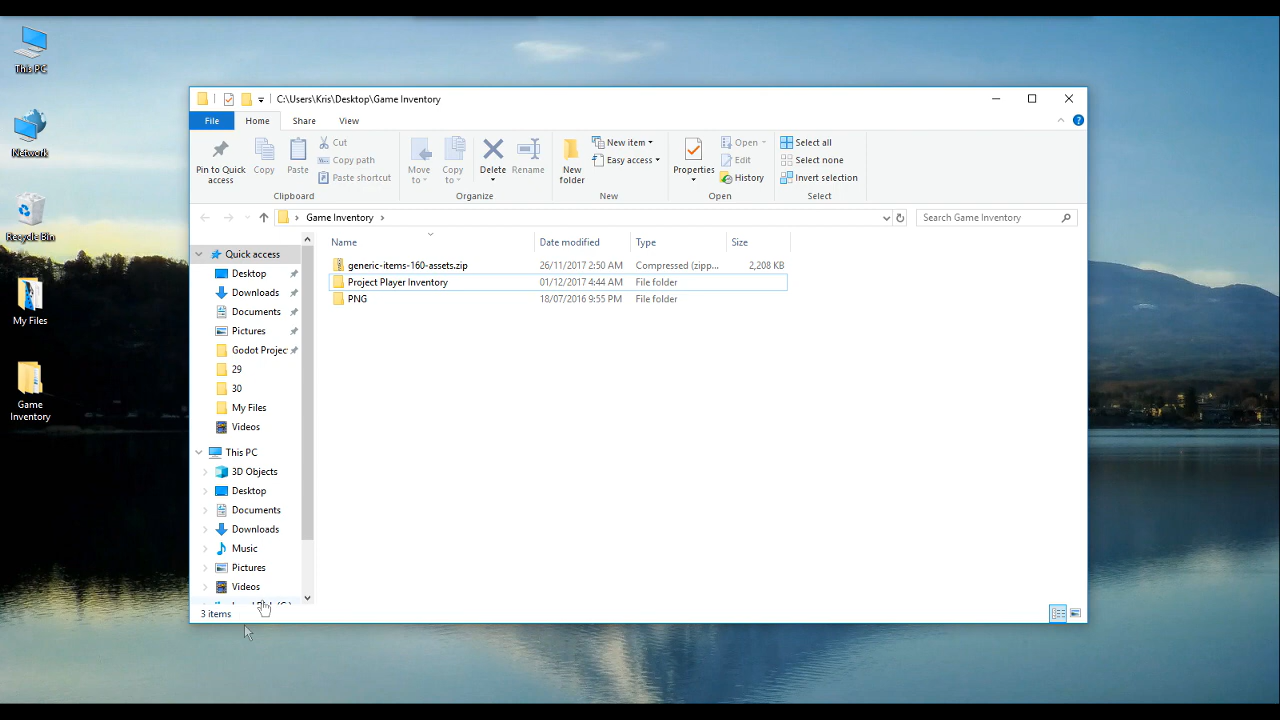 This PC
Network
Recycle Bin
My Files
Game
Inventory
C:\Users\Kris\Desktop\Game Inventory
File
Home
Share
View
Pin to Quick
access
Copy
Paste
Cut
Copy path
Paste shortcut
Clipboard
Move
to
Copy
to
Delete
Rename
Organize
New
folder
New item
Easy access
New
Properties
Open
Edit
History
Open
Select all
Select none
Invert selection
Select
Game Inventory
Search Game Inventory
Quick access
Desktop
Downloads
Documents
Pictures
Godot Projec
29
30
My Files
Videos
This PC
3D Objects
Desktop
Documents
Downloads
Music
Pictures
Videos
Name Date modified Type Size
generic-items-160-assets.zip 26/11/2017 2:50 AM Compressed (zipp... 2,208 KB
Project Player Inventory 01/12/2017 4:44 AM File folder
PNG 18/07/2016 9:55 PM File folder
3 items